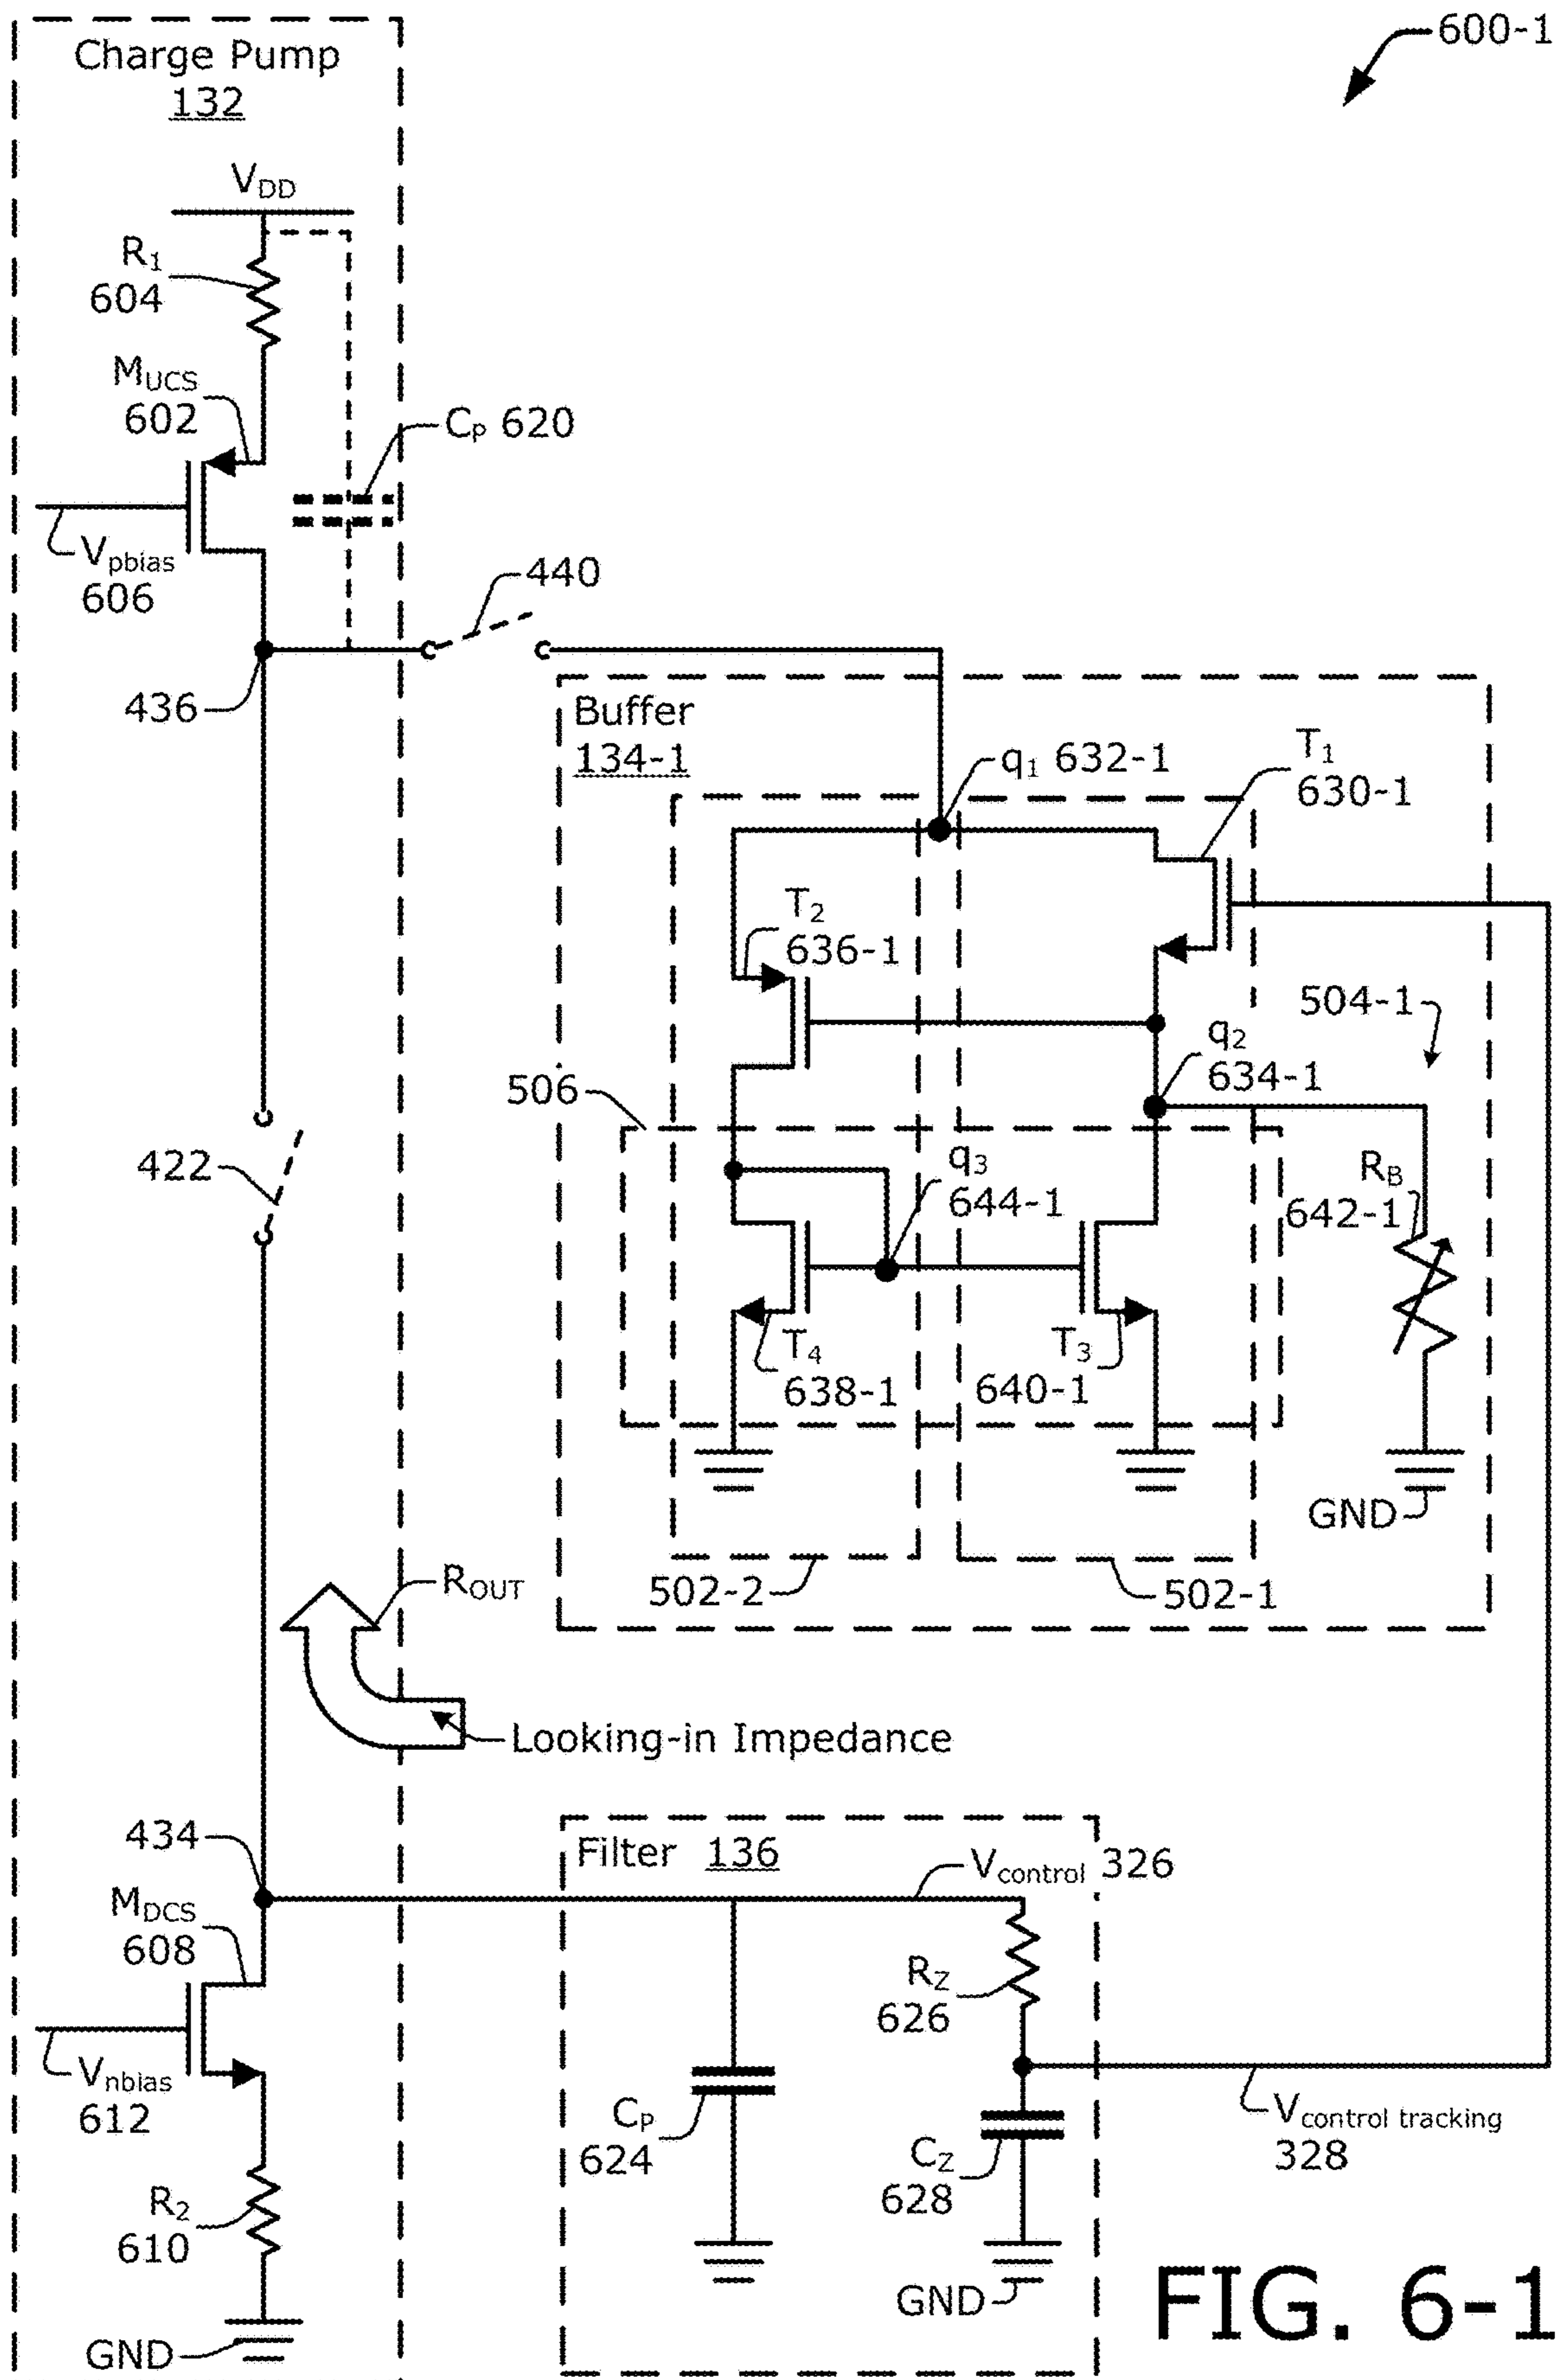 600-1
Charge Pump
132
VDD
R1
604
MUCS
602
Cp 620
Vpbias
606
440
436
Buffer
134-1
q1 632-1
T1
630-1
T2
636-1
504-1
q2
634-1
506
422
q3
644-1
RB
642-1
T4
638-1
T3
640-1
GND
502-2
502-1
ROUT
Looking-in Impedance
434
Filter 136
Vcontrol 326
MDCS
608
RZ
626
Vnbias
612
CP
624
CZ
628
Vcontrol tracking
328
R2
610
GND
GND
FIG. 6-1